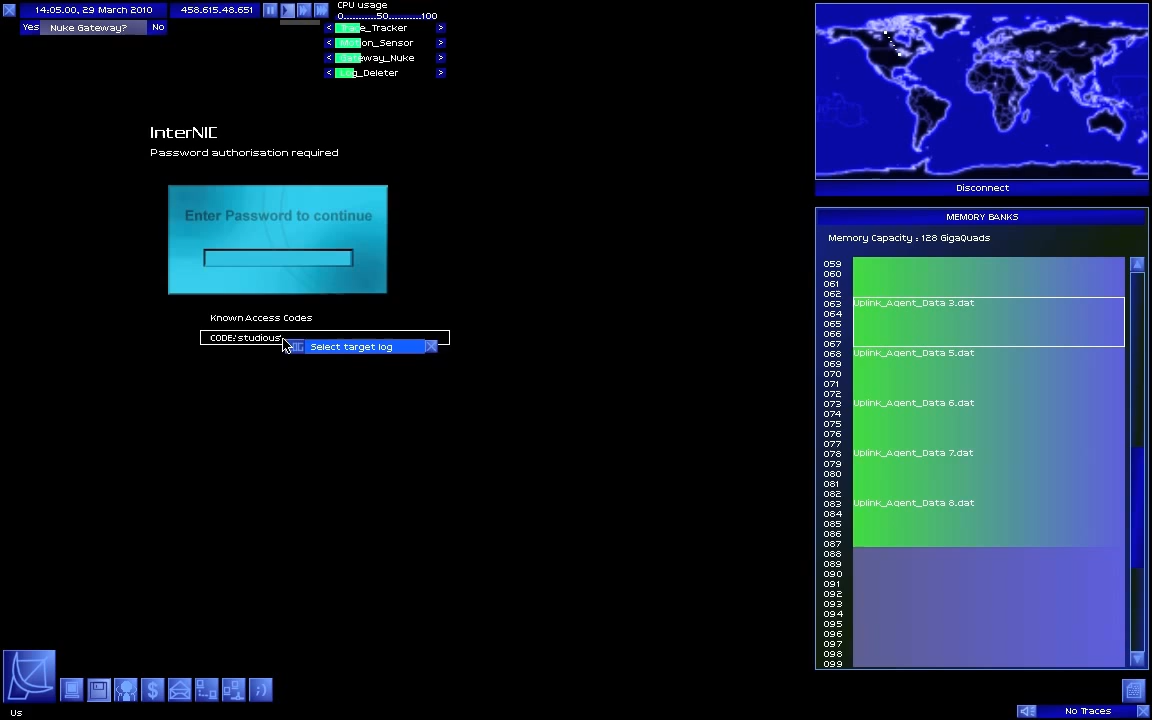 14:05.00, 29 March 2010
458.615.48.651
CPU usage
0..........50..........100
Yes
Nuke Gateway?
No
< Trace_Tracker >
< Motion_Sensor >
< Gateway_Nuke >
< Log_Deleter >
InterNIC
Password authorisation required
Enter Password to continue
Known Access Codes
CODE:'studious'
Select target log
Disconnect
MEMORY BANKS
Memory Capacity : 128 GigaQuads
059
060
061
062
063 Uplink_Agent_Data 3.dat
064
065
066
067
068 Uplink_Agent_Data 5.dat
069
070
071
072
073 Uplink_Agent_Data 6.dat
074
075
076
077
078 Uplink_Agent_Data 7.dat
079
080
081
082
083 Uplink_Agent_Data 8.dat
084
085
086
087
088
089
090
091
092
093
094
095
096
097
098
099
Us
No Traces